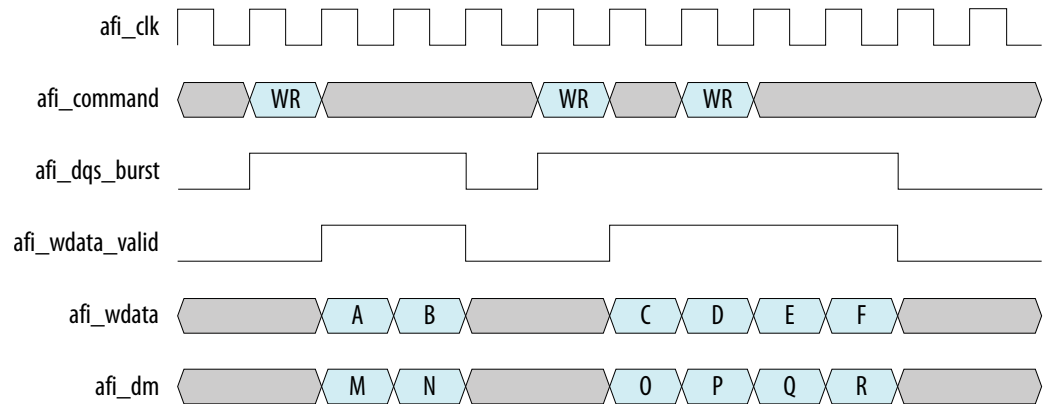 afi_clk
afi_command WR WR WR
afi_dqs_burst
afi_wdata_valid
afi_wdata A B C D E F
afi_dm M N O P Q R